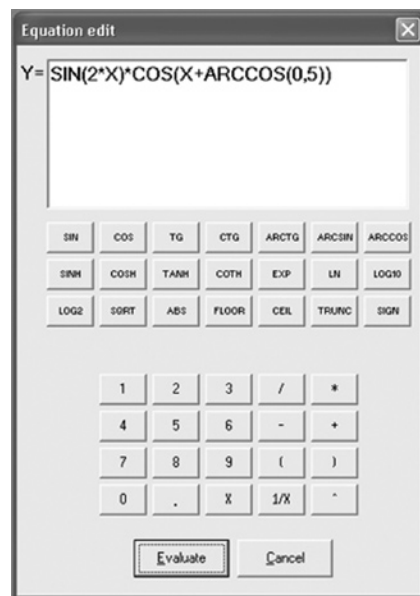 Equation edit
Y= SIN(2*X)*COS(X+ARCCOS(0,5))
SIN COS TG CTG ARCTG ARCSIN ARCCOS
SINH COSH TANH COTH EXP LN LOG10
LOG2 SQRT ABS FLOOR CEIL TRUNC SIGN
1 2 3 / *
4 5 6 - +
7 8 9 ( )
0 . X 1/X ^
Evaluate Cancel